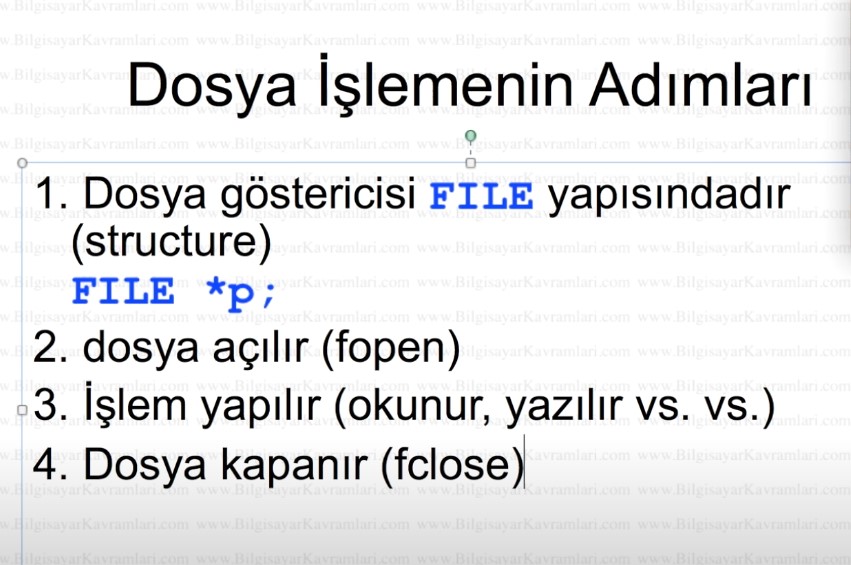 Dosya İşlemenin Adımları
1. Dosya göstericisi FILE yapısındadır
(structure)
FILE *p;
2. dosya açılır (fopen)
3. İşlem yapılır (okunur, yazılır vs. vs.)
4. Dosya kapanır (fclose)
www.BilgisayarKavramlari.com